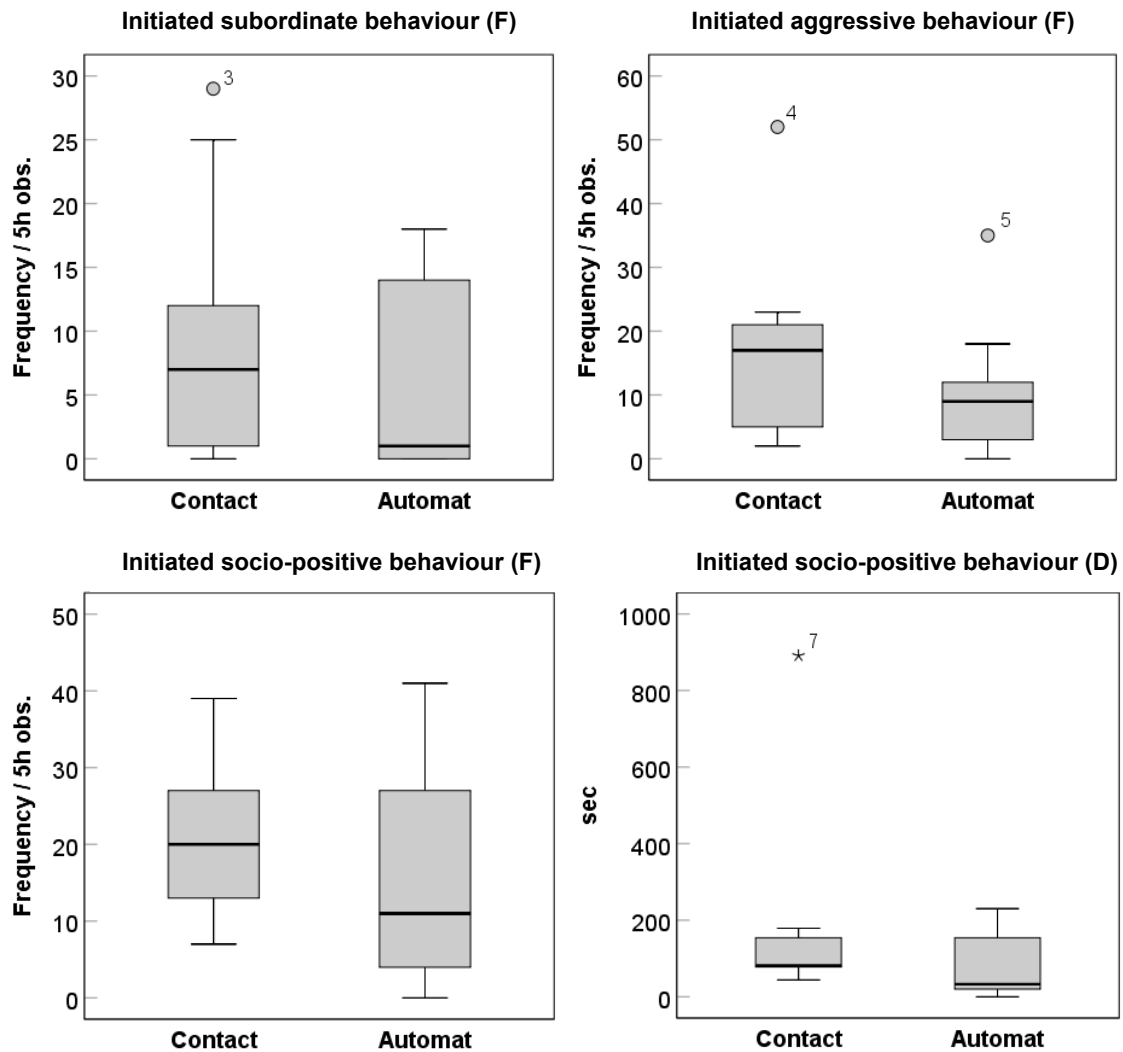 Initiated subordinate behaviour (F)
Frequency / 5h obs.
30
25
20
15
10
5
0
3
Contact
Automat
Initiated aggressive behaviour (F)
Frequency / 5h obs.
60
50
40
30
20
10
0
4
5
Contact
Automat
Initiated socio-positive behaviour (F)
Frequency / 5h obs.
50
40
30
20
10
0
Contact
Automat
Initiated socio-positive behaviour (D)
sec
1000
800
600
400
200
0
7
Contact
Automat